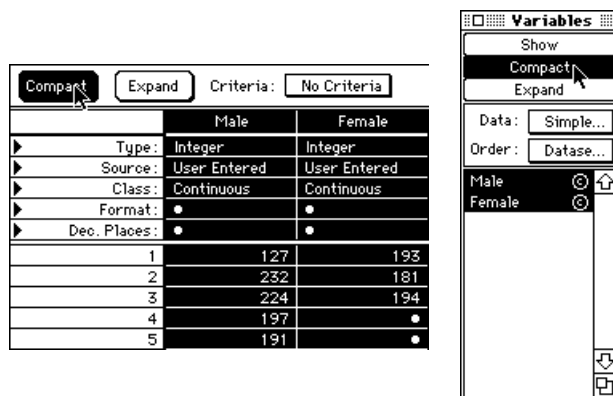 Compact Expand Criteria: No Criteria
Male Female
Type: Integer Integer
Source: User Entered User Entered
Class: Continuous Continuous
Format: ● ●
Dec. Places: ● ●
1 127 193
2 232 181
3 224 194
4 197 ●
5 191 ●
Variables
Show
Compact
Expand
Data: Simple...
Order: Datase...
Male ©
Female ©